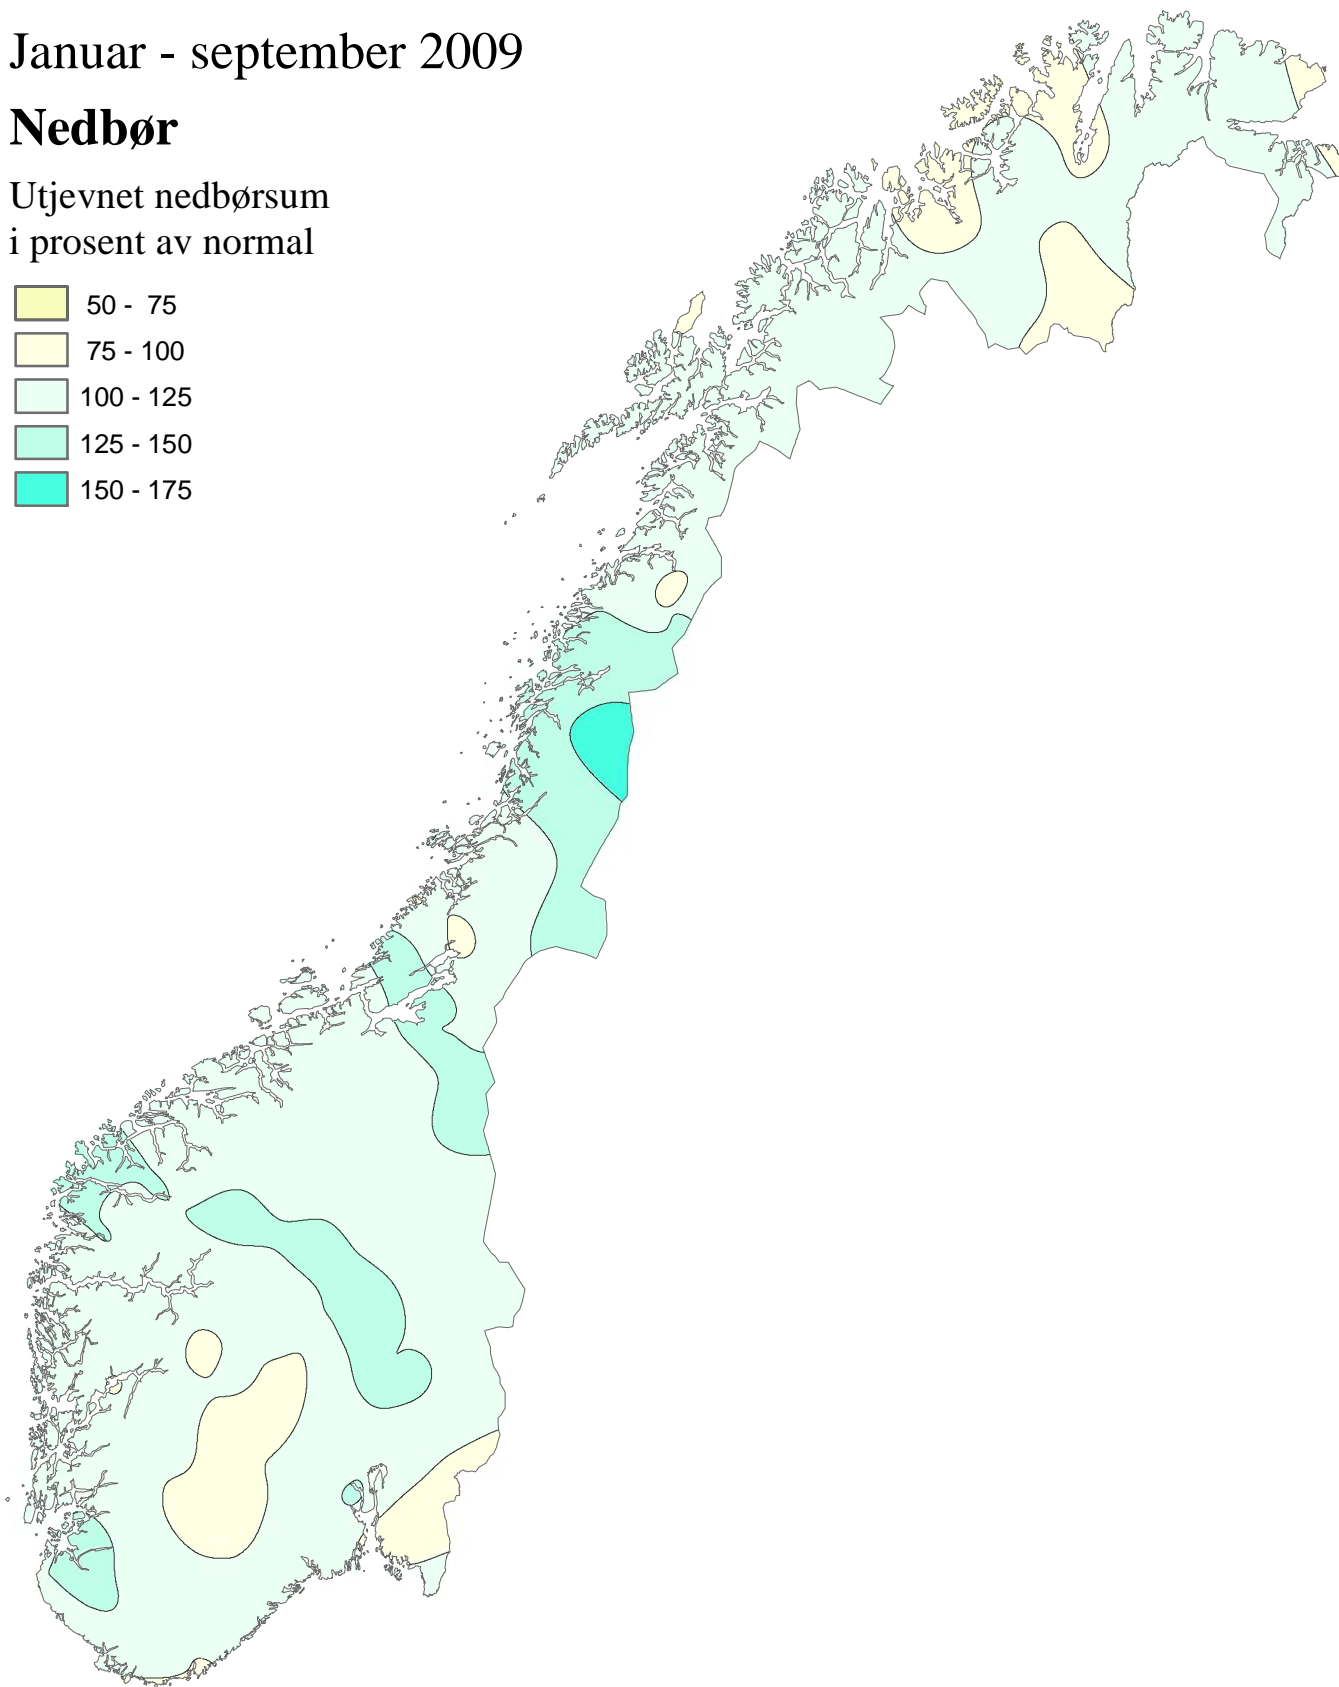 Januar - september 2009
Nedbør
Utjevnet nedbørsum
i prosent av normal
50 - 75
75 - 100
100 - 125
125 - 150
150 - 175